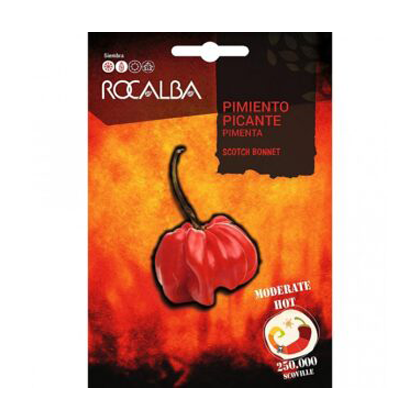 Siembra
ROCALBA
PIMIENTO
PICANTE
PIMENTA
SCOTCH BONNET
MODERATE
HOT
250.000
SCOVILLE